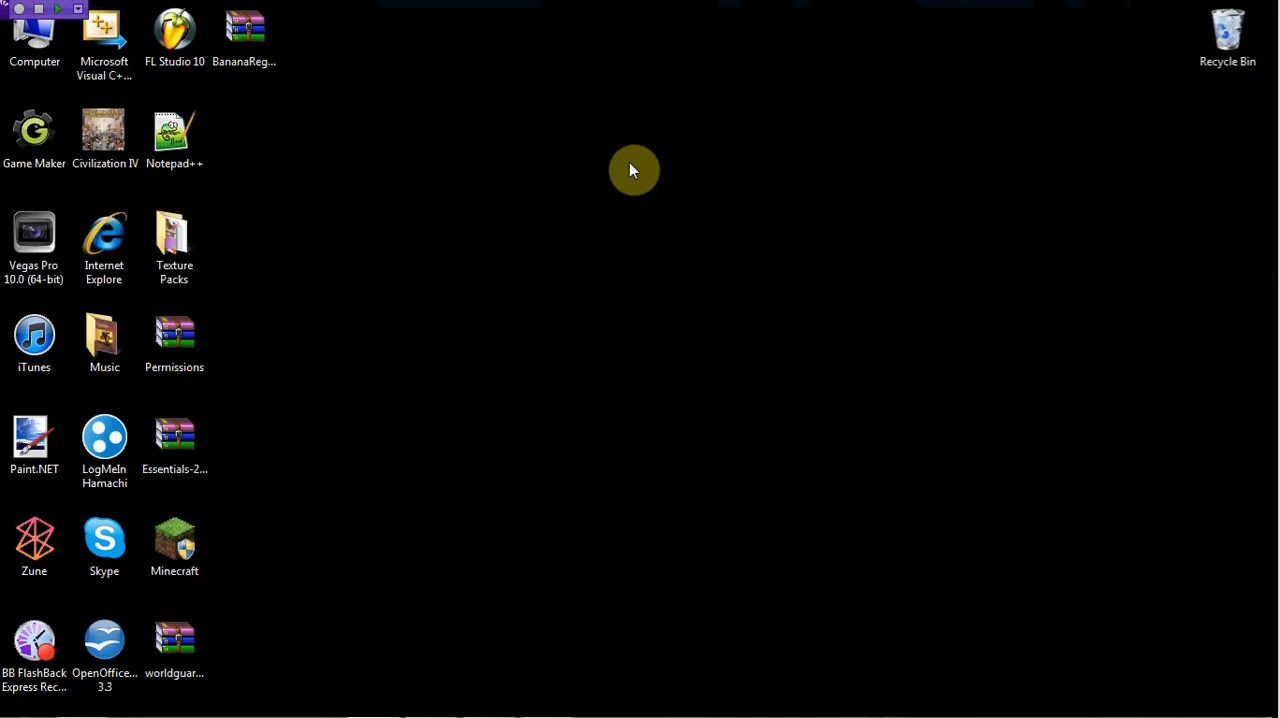 Computer
Microsoft
Visual C+...
FL Studio 10
BananaReg...
Recycle Bin
Game Maker
Civilization IV
Notepad++
Vegas Pro
10.0 (64-bit)
Internet
Explore
Texture
Packs
iTunes
Music
Permissions
Paint.NET
LogMeIn
Hamachi
Essentials-2...
Zune
Skype
Minecraft
BB FlashBack
Express Rec...
OpenOffice...
3.3
worldguar...